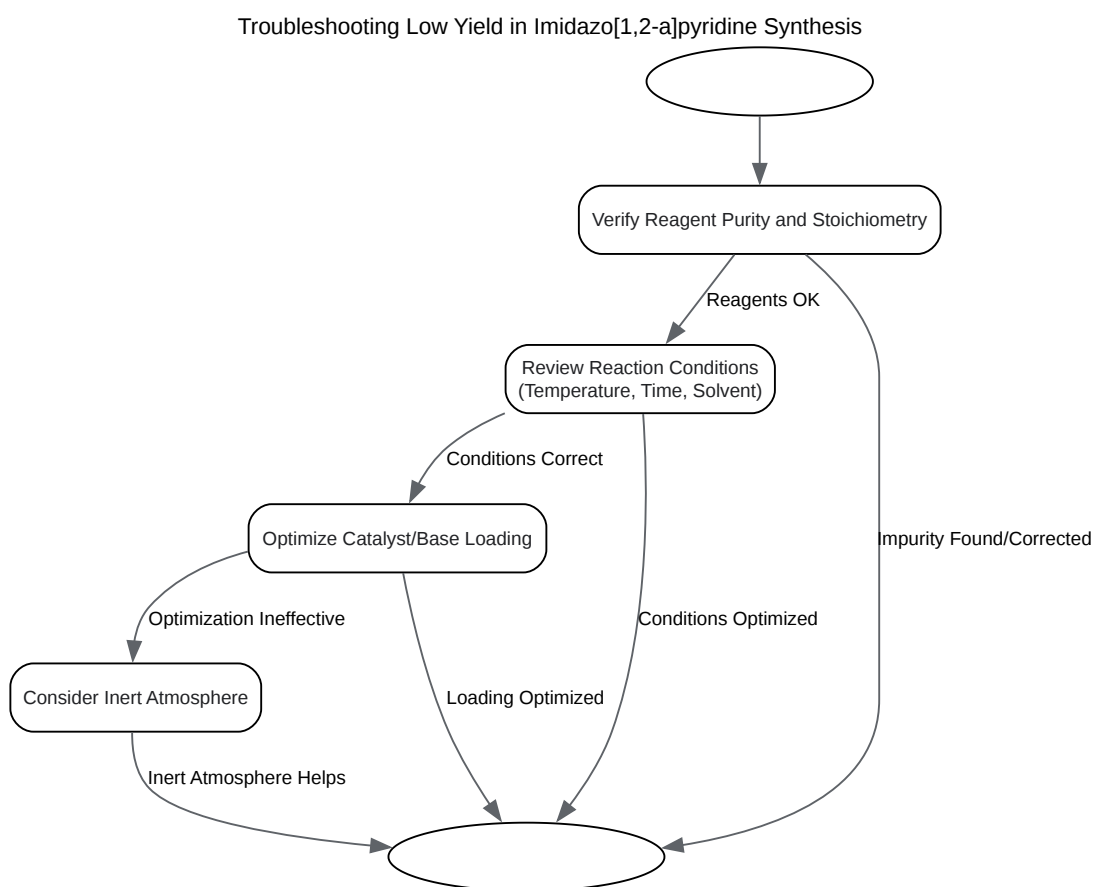 Troubleshooting Low Yield in Imidazo[1,2-a]pyridine Synthesis
Verify Reagent Purity and Stoichiometry
Reagents OK
Review Reaction Conditions
(Temperature, Time, Solvent)
Conditions Correct
Optimize Catalyst/Base Loading
Impurity Found/Corrected
Optimization Ineffective
Conditions Optimized
Consider Inert Atmosphere
Loading Optimized
Inert Atmosphere Helps